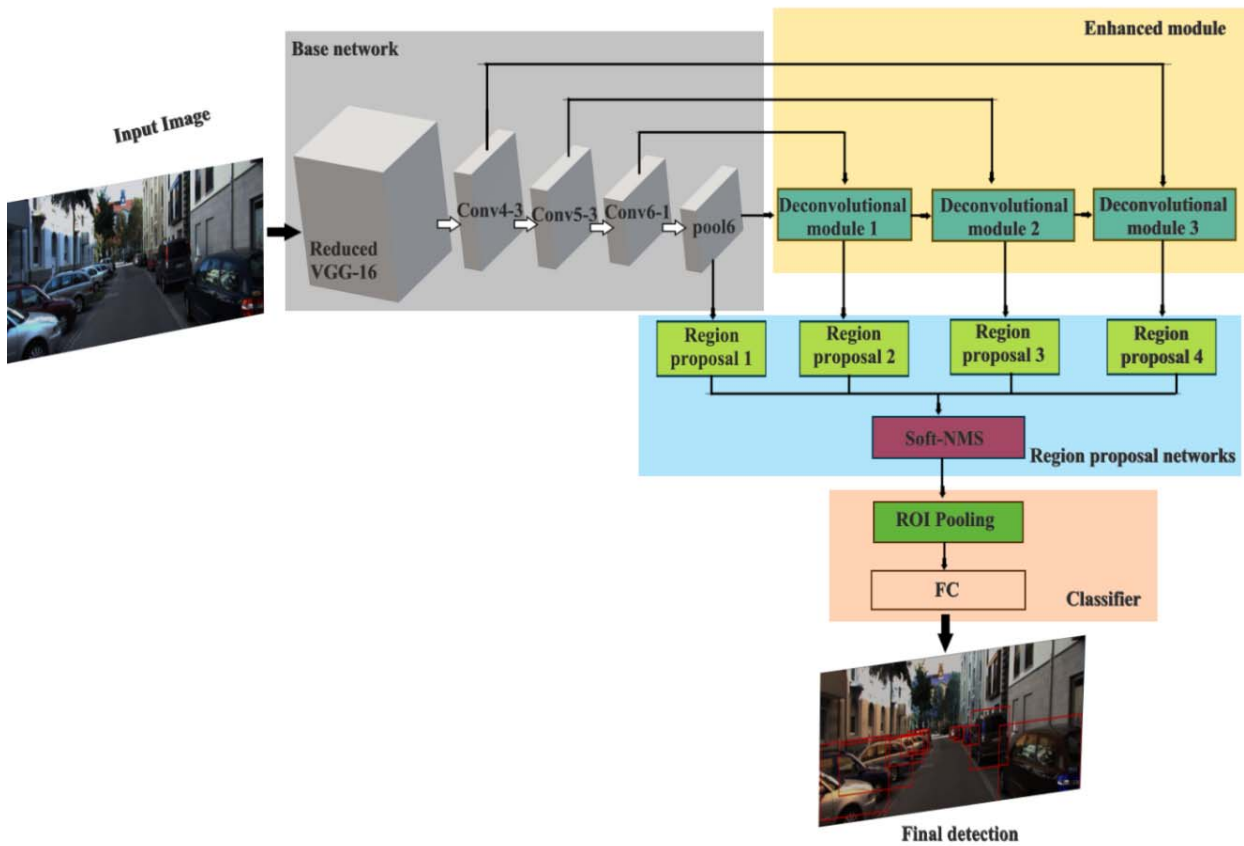 Enhanced module
Base network
Input Image
Conv4-3
Conv5-3
Conv6-1
pool6
Reduced
VGG-16
Deconvolutional
module 1
Deconvolutional
module 2
Deconvolutional
module 3
Region
proposal 1
Region
proposal 2
Region
proposal 3
Region
proposal 4
Soft-NMS
Region proposal networks
ROI Pooling
FC
Classifier
Final detection